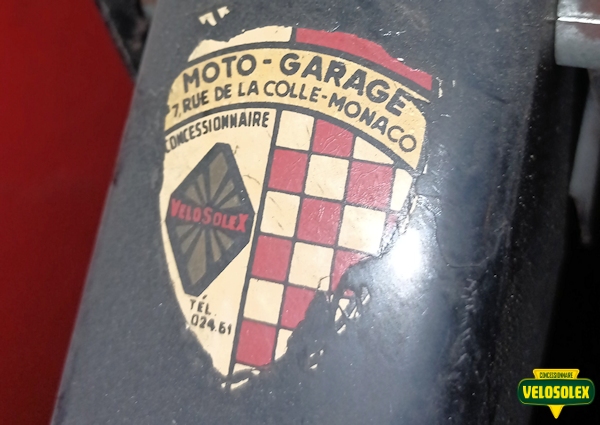 MOTO-GARAGE
7, RUE DE LA COLLE-MONACO
CONCESSIONNAIRE
VELOSOLEX
TÉL.
024.61
CONCESSIONNAIRE
VELOSOLEX